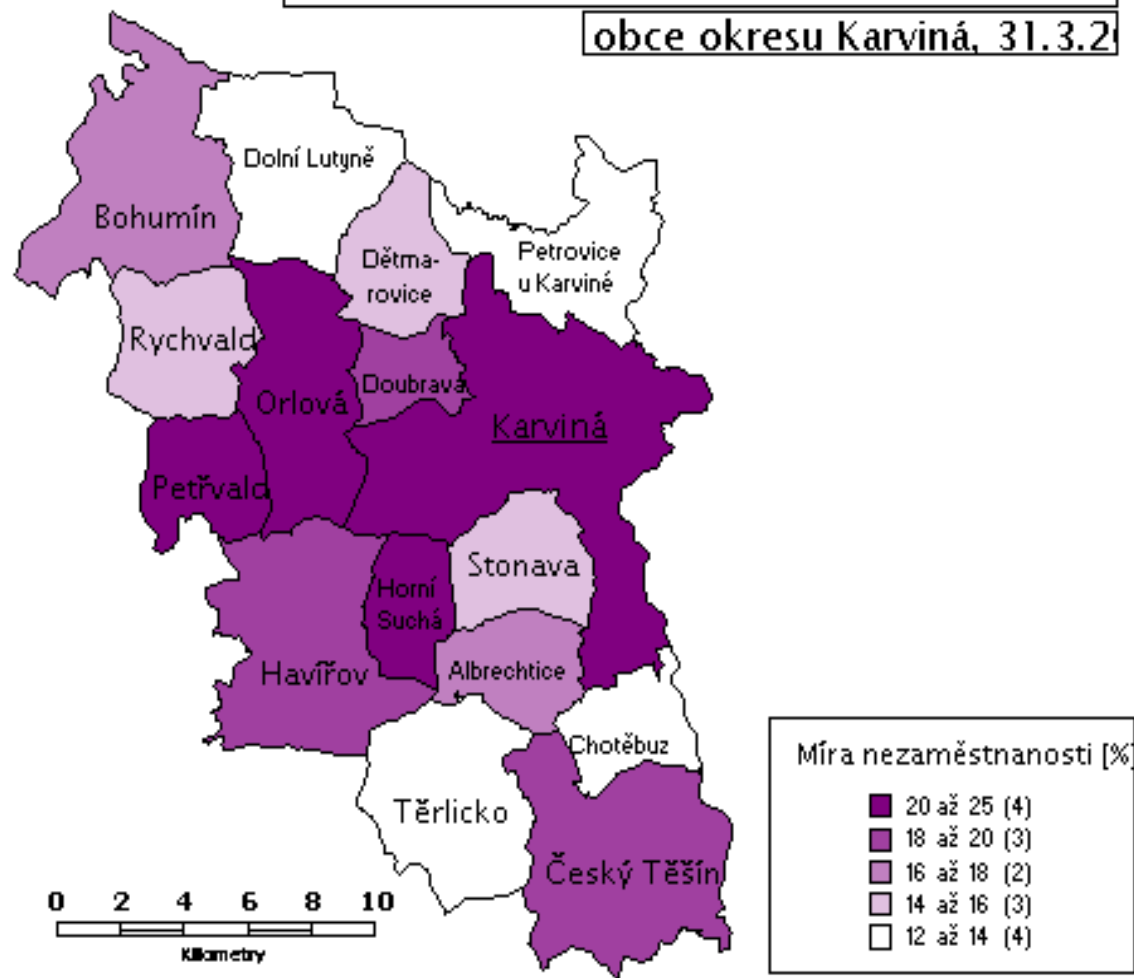 obce okresu Karviná, 31.3.2
Dolní Lutyně
Bohumín
Petrovice
u Karviné
Dětma-
rovice
Rychvald
Doubrava
Orlová
Karviná
Petřvald
Stonava
Horní
Suchá
Havířov
Albrechtice
Chotěbuz
Těrlicko
Český Těšín
Míra nezaměstnanosti [%]
20 až 25 (4)
18 až 20 (3)
16 až 18 (2)
14 až 16 (3)
12 až 14 (4)
0 2 4 6 8 10
Kilometry